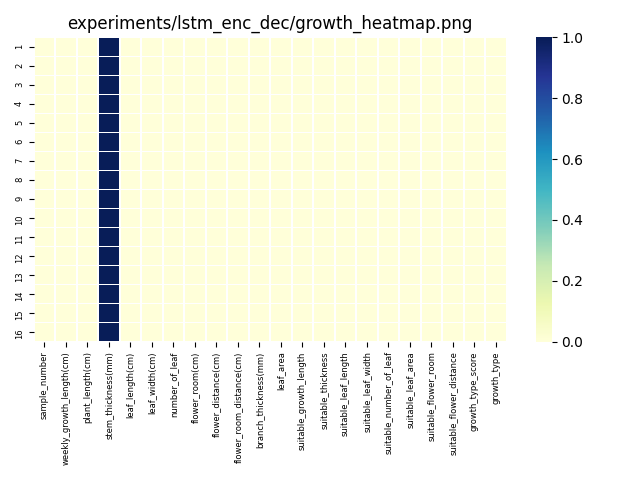 experiments/lstm_enc_dec/growth_heatmap.png
1
2
3
4
5
6
7
8
9
10
11
12
13
14
15
16
sample_number
weekly_growth_length(cm)
plant_length(cm)
stem_thickness(mm)
leaf_length(cm)
leaf_width(cm)
number_of_leaf
flower_room(cm)
flower_distance(cm)
flower_room_distance(cm)
branch_thickness(mm)
leaf_area
suitable_growth_length
suitable_thickness
suitable_leaf_length
suitable_leaf_width
suitable_number_of_leaf
suitable_leaf_area
suitable_flower_room
suitable_flower_distance
growth_type_score
growth_type
1.0
0.8
0.6
0.4
0.2
0.0